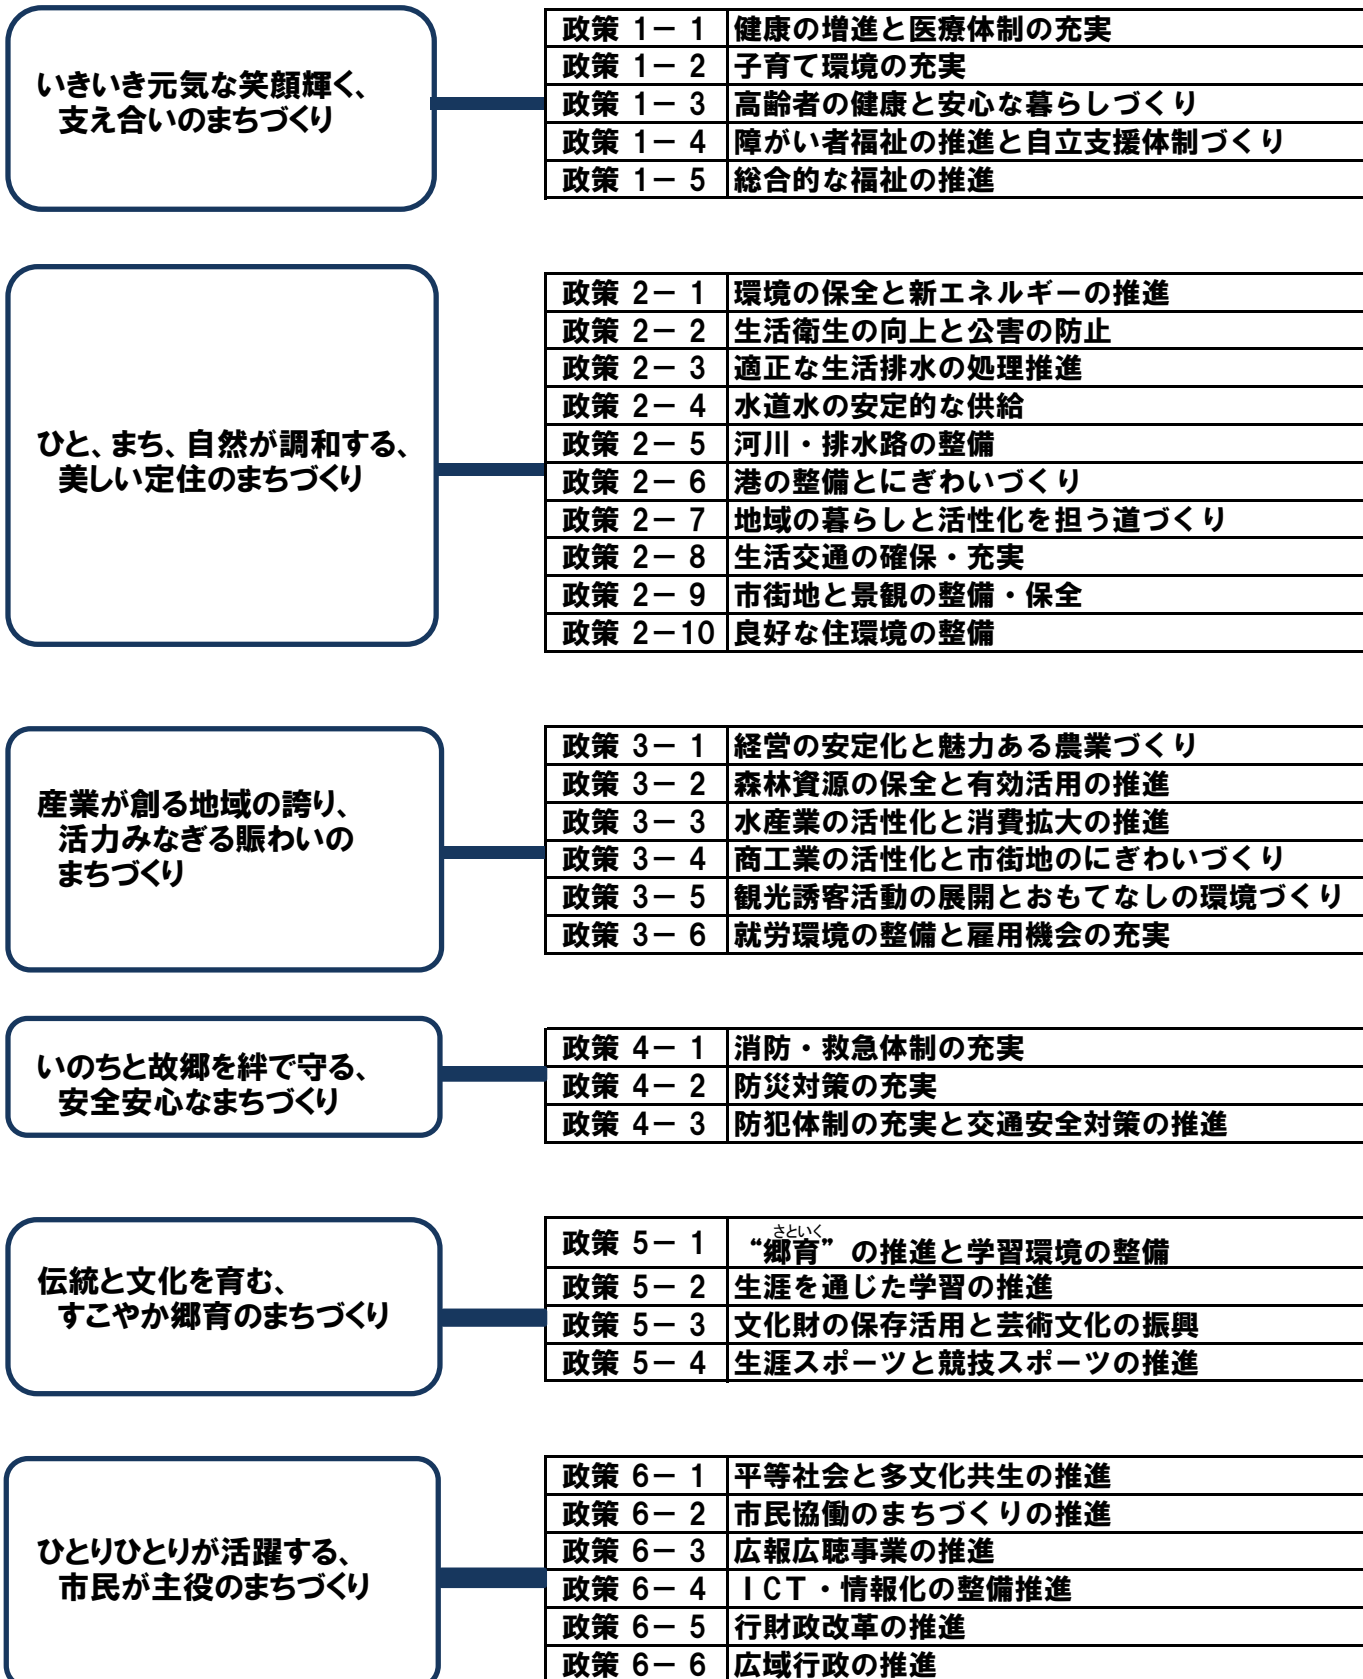 いきいき元気な笑顔輝く、
支え合いのまちづくり
政策 1－ 1 健康の増進と医療体制の充実
政策 1－ 2 子育て環境の充実
政策 1－ 3 高齢者の健康と安心な暮らしづくり
政策 1－ 4 障がい者福祉の推進と自立支援体制づくり
政策 1－ 5 総合的な福祉の推進
ひと、まち、自然が調和する、
美しい定住のまちづくり
政策 2－ 1 環境の保全と新エネルギーの推進
政策 2－ 2 生活衛生の向上と公害の防止
政策 2－ 3 適正な生活排水の処理推進
政策 2－ 4 水道水の安定的な供給
政策 2－ 5 河川・排水路の整備
政策 2－ 6 港の整備とにぎわいづくり
政策 2－ 7 地域の暮らしと活性化を担う道づくり
政策 2－ 8 生活交通の確保・充実
政策 2－ 9 市街地と景観の整備・保全
政策 2－10 良好な住環境の整備
産業が創る地域の誇り、
活力みなぎる賑わいの
まちづくり
政策 3－ 1 経営の安定化と魅力ある農業づくり
政策 3－ 2 森林資源の保全と有効活用の推進
政策 3－ 3 水産業の活性化と消費拡大の推進
政策 3－ 4 商工業の活性化と市街地のにぎわいづくり
政策 3－ 5 観光誘客活動の展開とおもてなしの環境づくり
政策 3－ 6 就労環境の整備と雇用機会の充実
いのちと故郷を絆で守る、
安全安心なまちづくり
政策 4－ 1 消防・救急体制の充実
政策 4－ 2 防災対策の充実
政策 4－ 3 防犯体制の充実と交通安全対策の推進
伝統と文化を育む、
すこやか郷育のまちづくり
さといく
政策 5－ 1 “郷育”の推進と学習環境の整備
政策 5－ 2 生涯を通じた学習の推進
政策 5－ 3 文化財の保存活用と芸術文化の振興
政策 5－ 4 生涯スポーツと競技スポーツの推進
ひとりひとりが活躍する、
市民が主役のまちづくり
政策 6－ 1 平等社会と多文化共生の推進
政策 6－ 2 市民協働のまちづくりの推進
政策 6－ 3 広報広聴事業の推進
政策 6－ 4 ＩＣＴ・情報化の整備推進
政策 6－ 5 行財政改革の推進
政策 6－ 6 広域行政の推進